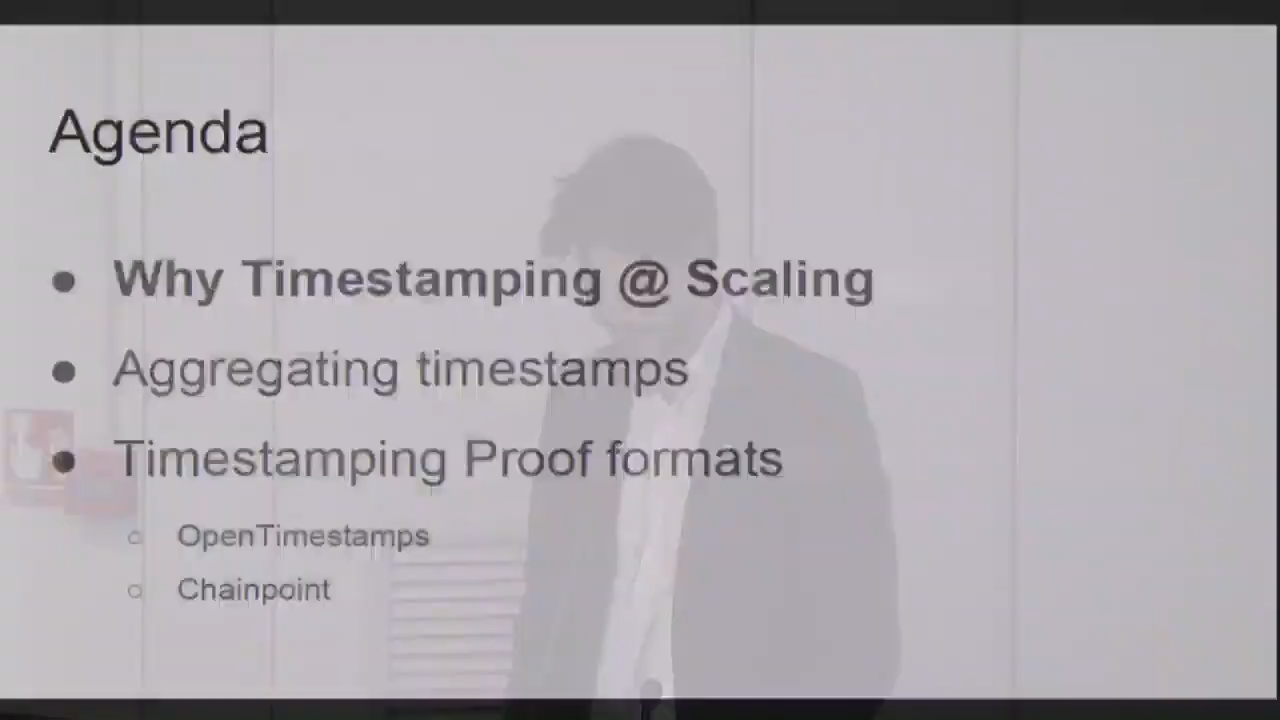 Agenda
● Why Timestamping @ Scaling
● Aggregating timestamps
● Timestamping Proof formats
○ OpenTimestamps
○ Chainpoint